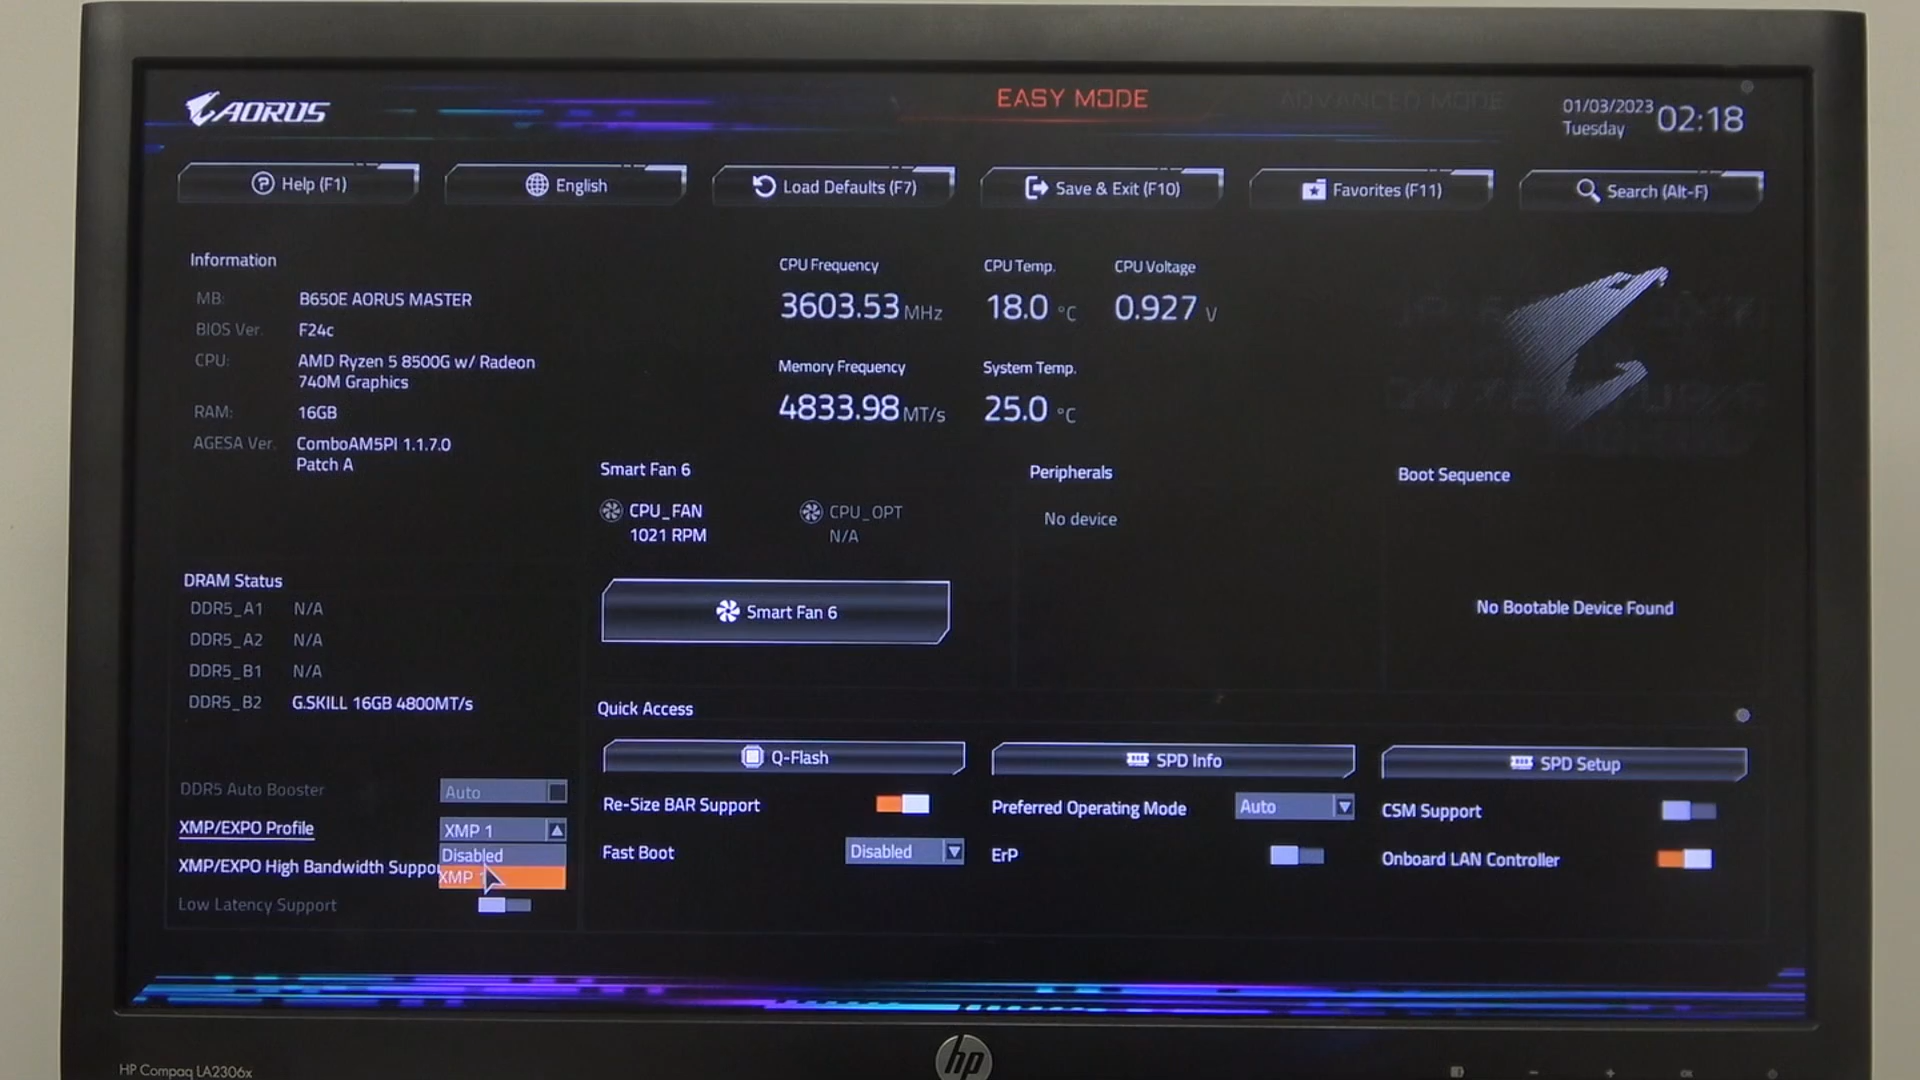 AORUS
EASY MODE
ADVANCED MODE
01/03/2023
Tuesday
02:18
Help (F1)
English
Load Defaults (F7)
Save & Exit (F10)
Favorites (F11)
Search (Alt-F)
Information
MB: B650E AORUS MASTER
BIOS Ver. F24c
CPU: AMD Ryzen 5 8500G w/ Radeon
740M Graphics
RAM: 16GB
AGESA Ver. ComboAM5PI 1.1.7.0
Patch A
CPU Frequency
3603.53 MHz
CPU Temp.
18.0 °C
CPU Voltage
0.927 V
Memory Frequency
4833.98 MT/s
System Temp.
25.0 °C
Smart Fan 6
CPU_FAN
1021 RPM
CPU_OPT
N/A
Smart Fan 6
Peripherals
No device
Boot Sequence
No Bootable Device Found
DRAM Status
DDR5_A1 N/A
DDR5_A2 N/A
DDR5_B1 N/A
DDR5_B2 G.SKILL 16GB 4800MT/s
DDR5 Auto Booster Auto
XMP/EXPO Profile XMP 1
Disabled
XMP 1
XMP/EXPO High Bandwidth Suppo
Low Latency Support
Quick Access
Q-Flash
SPD Info
SPD Setup
Re-Size BAR Support
Preferred Operating Mode Auto
CSM Support
Fast Boot Disabled
ErP
Onboard LAN Controller
HP Compaq LA2306x
hp